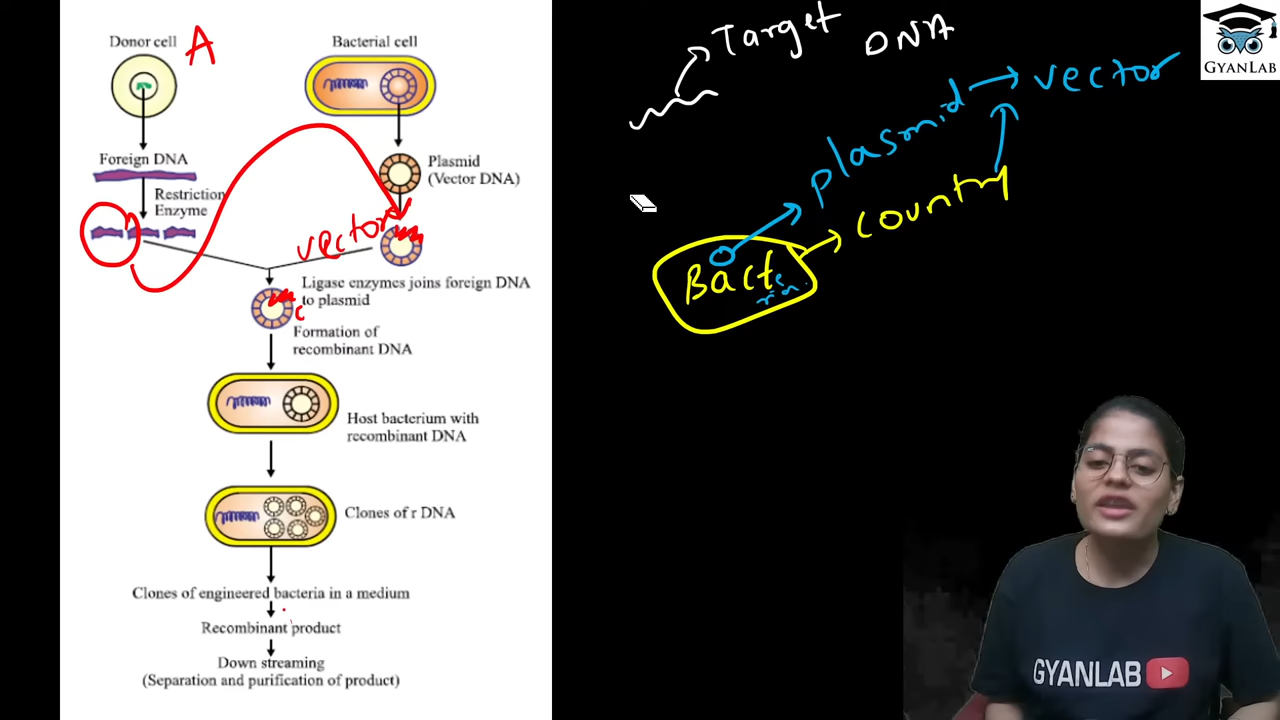 Donor cell
A
Bacterial cell
Foreign DNA
Plasmid
(Vector DNA)
Restriction
Enzyme
vector
Ligase enzymes joins foreign DNA
to plasmid
Formation of
recombinant DNA
Host bacterium with
recombinant DNA
Clones of r DNA
Clones of engineered bacteria in a medium
Recombinant product
Down streaming
(Separation and purification of product)
Target DNA
plasmid → vector
country
Bacteria
GYANLAB
GYANLAB